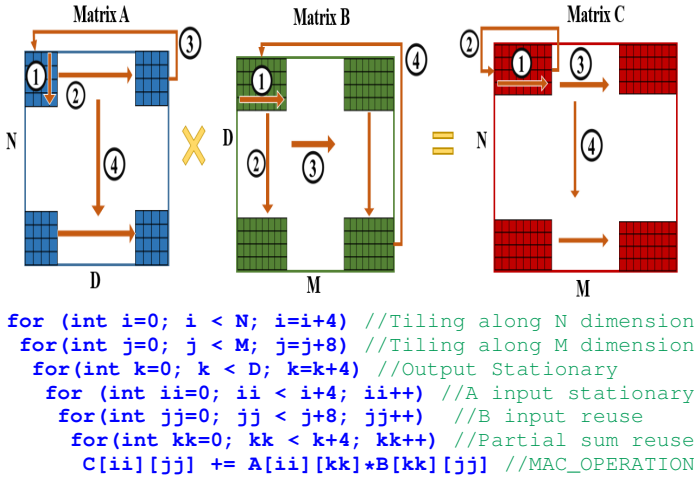 Matrix A
Matrix B
Matrix C
3
1
2
4
N
D
1
4
D
2
3
M
2
1
3
N
4
M
for (int i=0; i < N; i=i+4) //Tiling along N dimension
for(int j=0; j < M; j=j+8) //Tiling along M dimension
for(int k=0; k < D; k=k+4) //Output Stationary
for (int ii=0; ii < i+4; ii++) //A input stationary
for(int jj=0; jj < j+8; jj++) //B input reuse
for(int kk=0; kk < k+4; kk++) //Partial sum reuse
C[ii][jj] += A[ii][kk]*B[kk][jj] //MAC_OPERATION